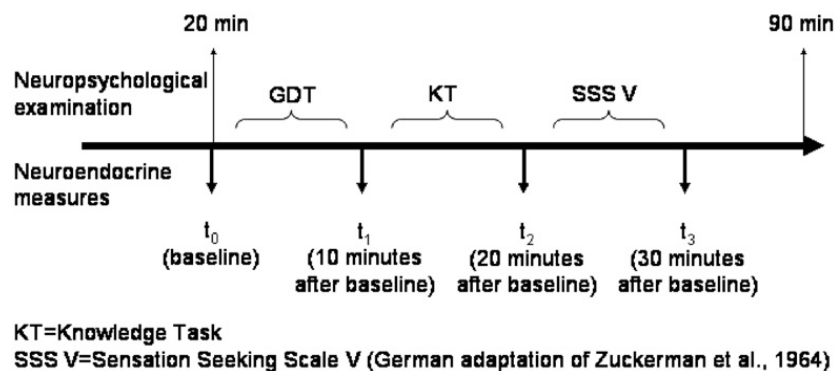 20 min
90 min
Neuropsychological
examination
GDT
KT
SSS V
Neuroendocrine
measures
t0
(baseline)
t1
(10 minutes
after baseline)
t2
(20 minutes
after baseline)
t3
(30 minutes
after baseline)
KT=Knowledge Task
SSS V=Sensation Seeking Scale V (German adaptation of Zuckerman et al., 1964)